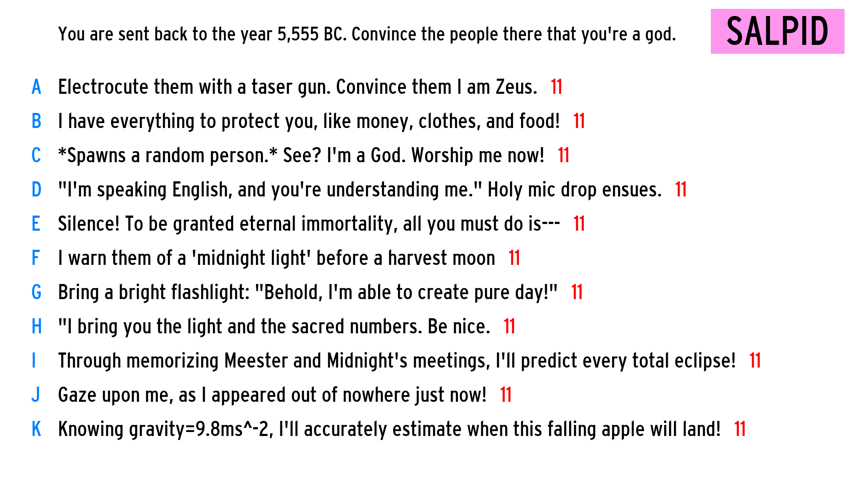 You are sent back to the year 5,555 BC. Convince the people there that you're a god.
SALPID
A Electrocute them with a taser gun. Convince them I am Zeus. 11
B I have everything to protect you, like money, clothes, and food! 11
C *Spawns a random person.* See? I'm a God. Worship me now! 11
D "I'm speaking English, and you're understanding me." Holy mic drop ensues. 11
E Silence! To be granted eternal immortality, all you must do is--- 11
F I warn them of a 'midnight light' before a harvest moon 11
G Bring a bright flashlight: "Behold, I'm able to create pure day!" 11
H "I bring you the light and the sacred numbers. Be nice. 11
I Through memorizing Meester and Midnight's meetings, I'll predict every total eclipse! 11
J Gaze upon me, as I appeared out of nowhere just now! 11
K Knowing gravity=9.8ms^-2, I'll accurately estimate when this falling apple will land! 11